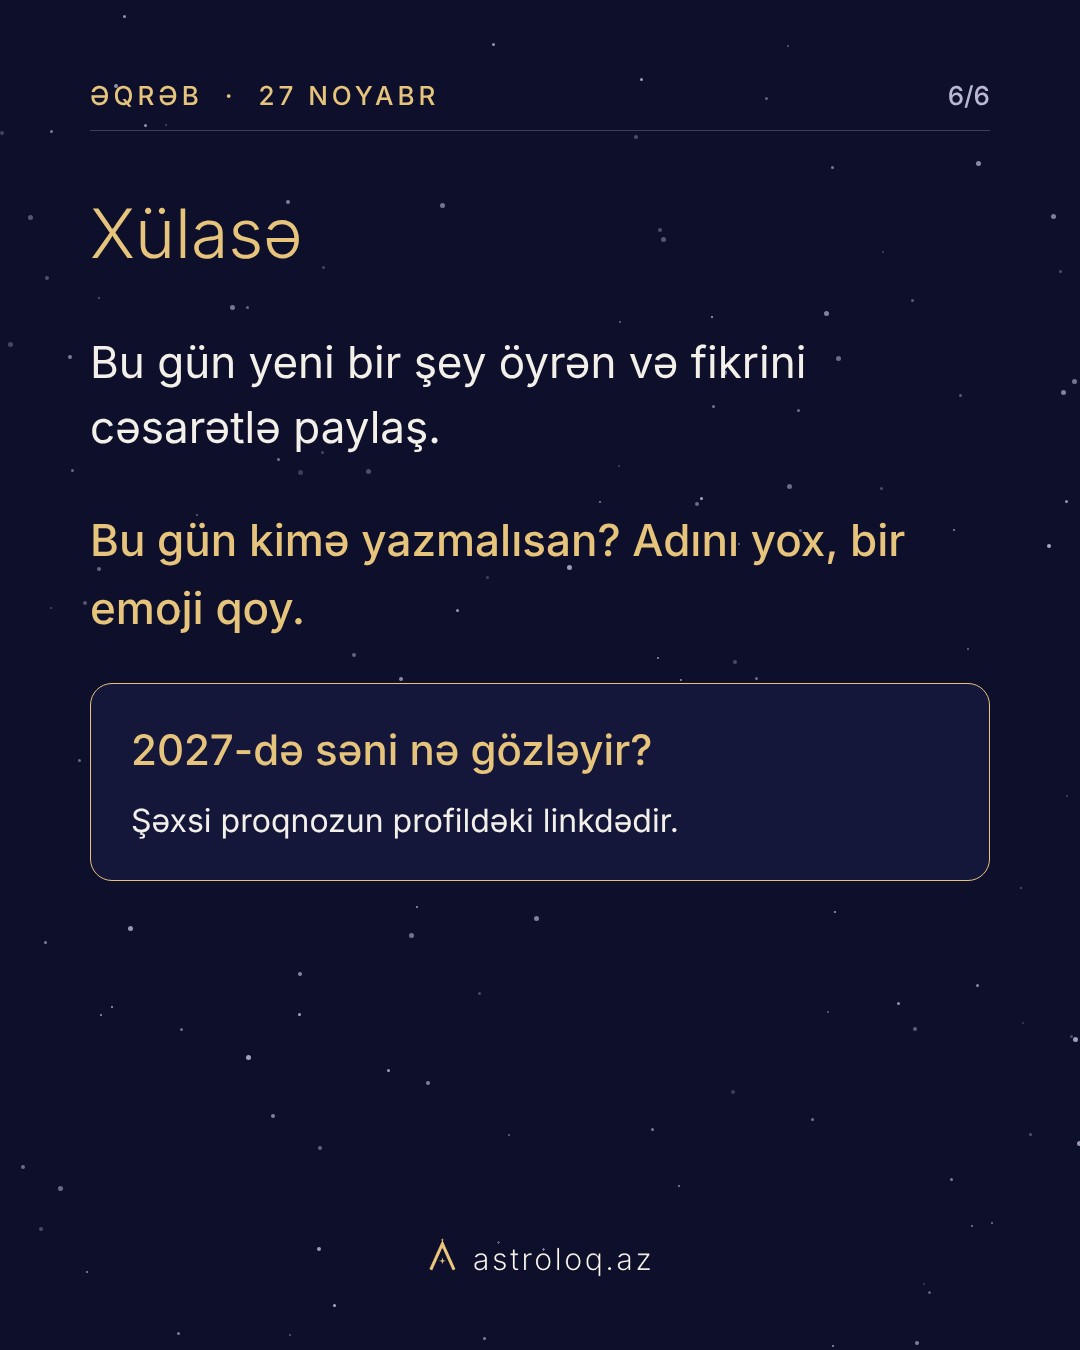 ƏQRƏB · 27 NOYABR
6/6
Xülasə
Bu gün yeni bir şey öyrən və fikrini
cəsarətlə paylaş.
Bu gün kimə yazmalısan? Adını yox, bir
emoji qoy.
2027-də səni nə gözləyir?
Şəxsi proqnozun profildəki linkdədir.
astroloq.az